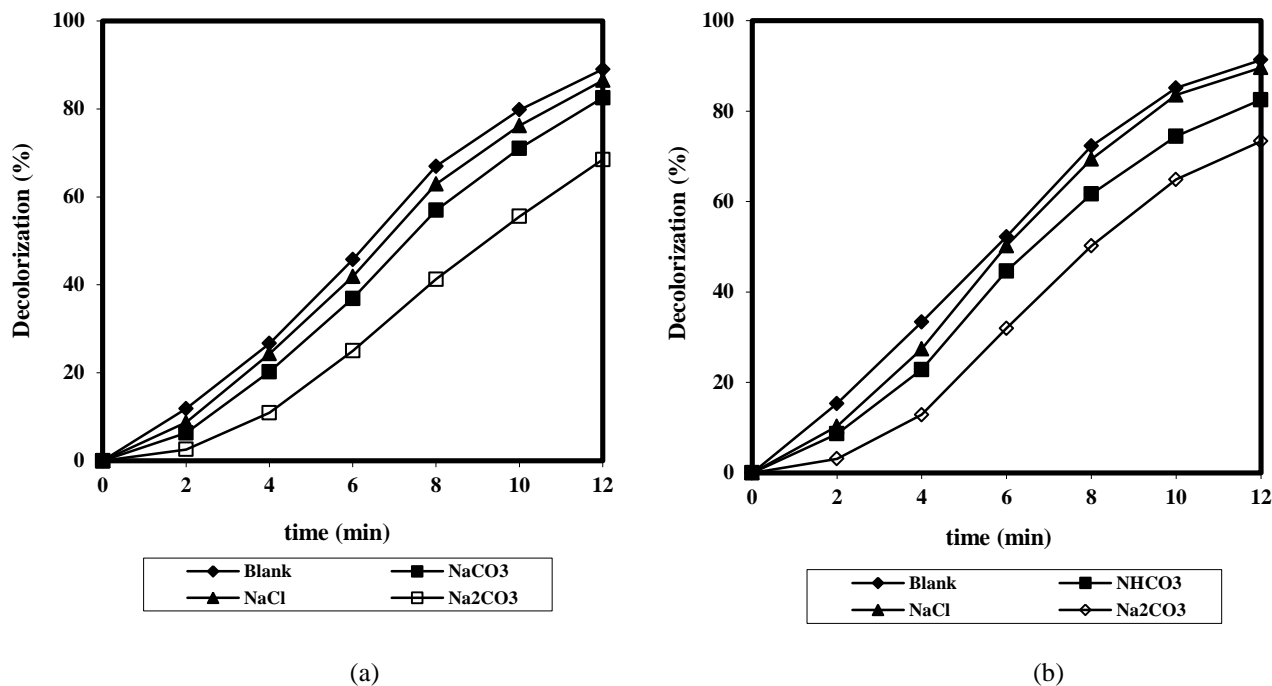 100
80
60
40
20
0
Decolorization (%)
0 2 4 6 8 10 12
time (min)
Blank NaCO3
NaCl Na2CO3
(a)
100
80
60
40
20
0
Decolorization (%)
0 2 4 6 8 10 12
time (min)
Blank NHCO3
NaCl Na2CO3
(b)